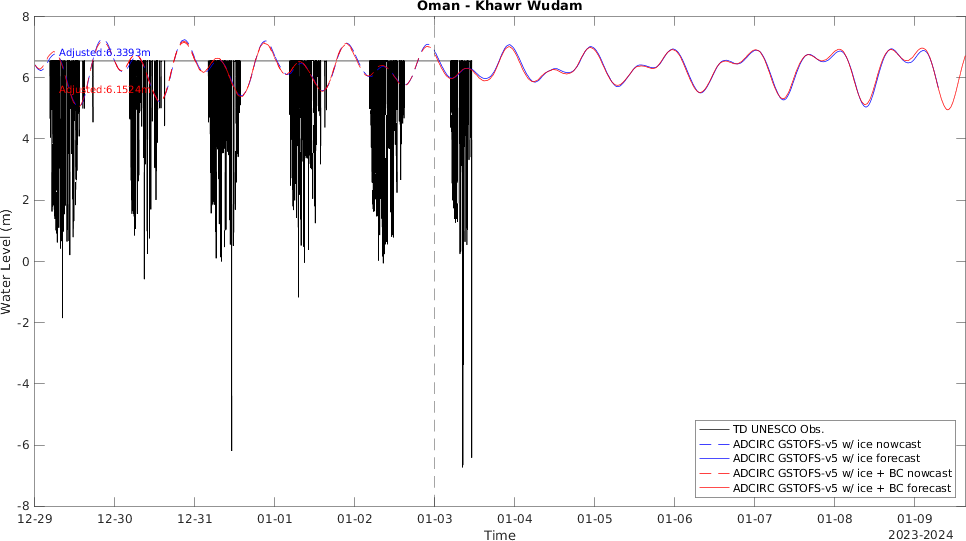 Oman - Khawr Wudam
Water Level (m)
8
6
4
2
0
-2
-4
-6
-8
Adjusted:6.3393m
Adjusted:6.1524m
TD UNESCO Obs.
ADCIRC GSTOFS-v5 w/ ice nowcast
ADCIRC GSTOFS-v5 w/ ice forecast
ADCIRC GSTOFS-v5 w/ ice + BC nowcast
ADCIRC GSTOFS-v5 w/ ice + BC forecast
12-29 12-30 12-31 01-01 01-02 01-03 01-04 01-05 01-06 01-07 01-08 01-09
Time
2023-2024